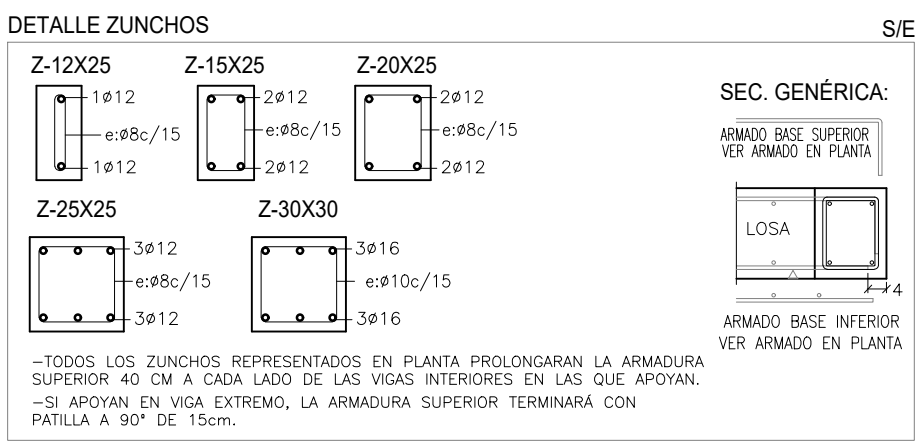 DETALLE ZUNCHOS
S/E
Z-12X25
1ø12
e:ø8c/15
1ø12
Z-15X25
2ø12
e:ø8c/15
2ø12
Z-20X25
2ø12
e:ø8c/15
2ø12
Z-25X25
3ø12
e:ø8c/15
3ø12
Z-30X30
3ø16
e:ø10c/15
3ø16
SEC. GENÉRICA:
ARMADO BASE SUPERIOR
VER ARMADO EN PLANTA
LOSA
4
ARMADO BASE INFERIOR
VER ARMADO EN PLANTA
-TODOS LOS ZUNCHOS REPRESENTADOS EN PLANTA PROLONGARAN LA ARMADURA
SUPERIOR 40 CM A CADA LADO DE LAS VIGAS INTERIORES EN LAS QUE APOYAN.
-SI APOYAN EN VIGA EXTREMO, LA ARMADURA SUPERIOR TERMINARÁ CON
PATILLA A 90° DE 15cm.